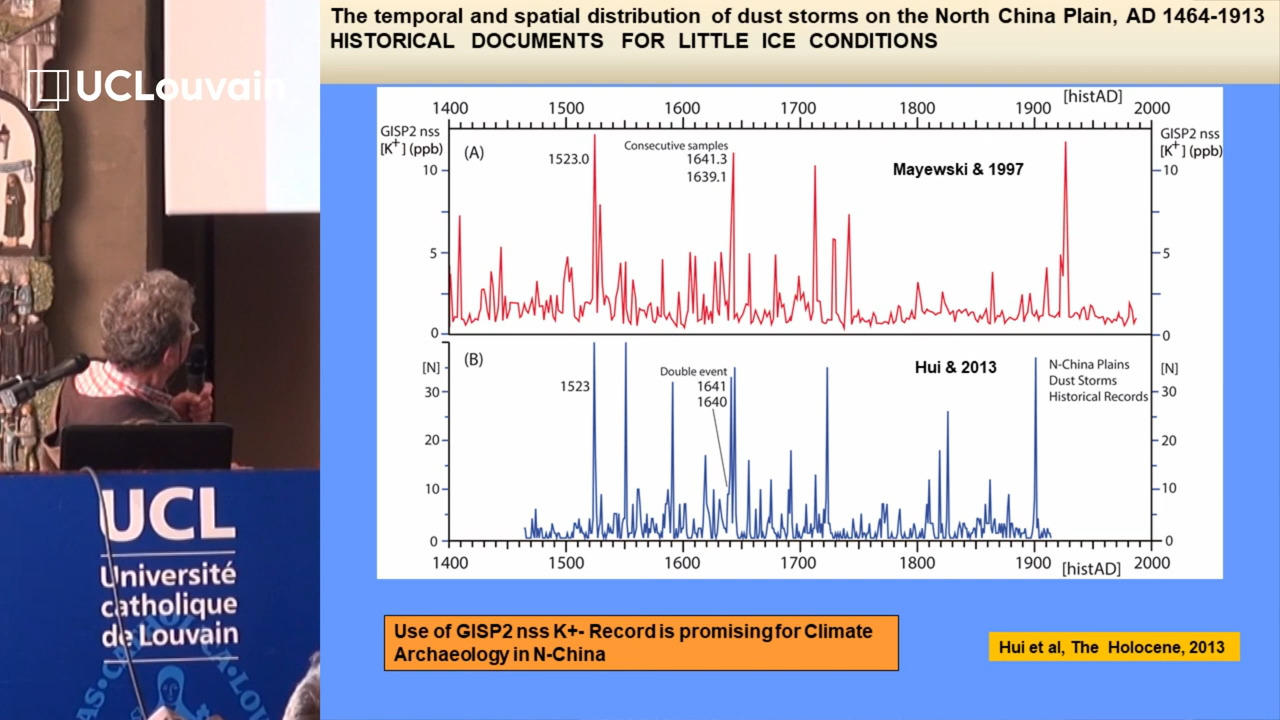 The temporal and spatial distribution of dust storms on the North China Plain, AD 1464-1913
HISTORICAL DOCUMENTS FOR LITTLE ICE CONDITIONS
UCLouvain
[histAD]
1400 1500 1600 1700 1800 1900 2000
GISP2 nss
[K+] (ppb)
GISP2 nss
[K+] (ppb)
(A)
1523.0
Consecutive samples
1641.3
1639.1
Mayewski & 1997
10
5
0
10
5
0
(B)
[N]
30
20
10
0
1523
Double event
1641
1640
Hui & 2013
N-China Plains
Dust Storms
Historical Records
[N]
30
20
10
0
1400 1500 1600 1700 1800 1900 2000
[histAD]
Use of GISP2 nss K+- Record is promising for Climate
Archaeology in N-China
Hui et al, The Holocene, 2013
UCL
Université
catholique
de Louvain